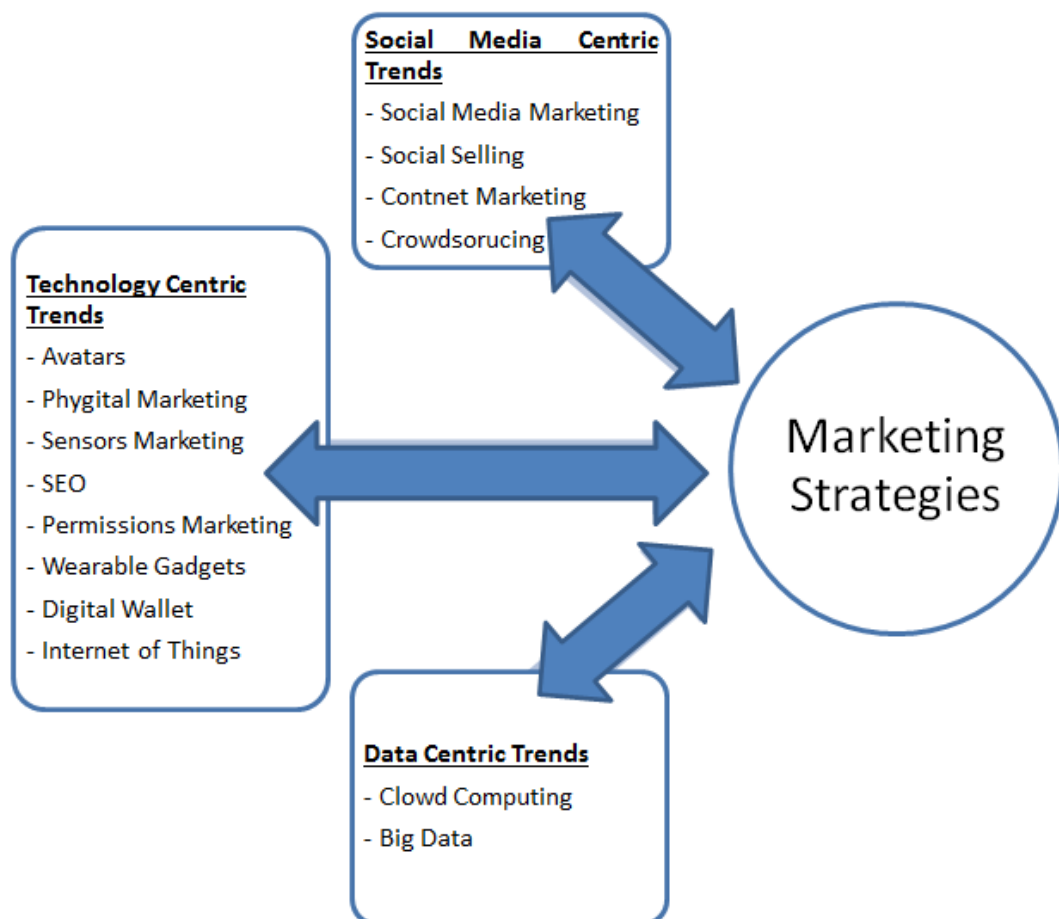 Social Media Centric
Trends
- Social Media Marketing
- Social Selling
- Contnet Marketing
- Crowdsorucing
Technology Centric
Trends
- Avatars
- Phygital Marketing
- Sensors Marketing
- SEO
- Permissions Marketing
- Wearable Gadgets
- Digital Wallet
- Internet of Things
Marketing
Strategies
Data Centric Trends
- Clowd Computing
- Big Data